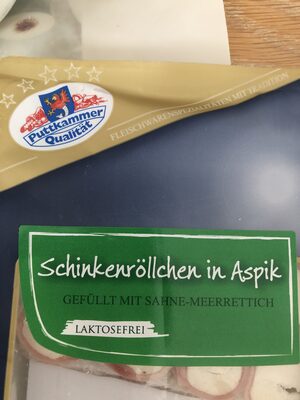 Puttkammer
Qualität
FLEISCHWARENSPEZIALITÄTEN MIT TRADITION
Schinkenröllchen in Aspik
GEFÜLLT MIT SAHNE-MEERRETTICH
LAKTOSEFREI